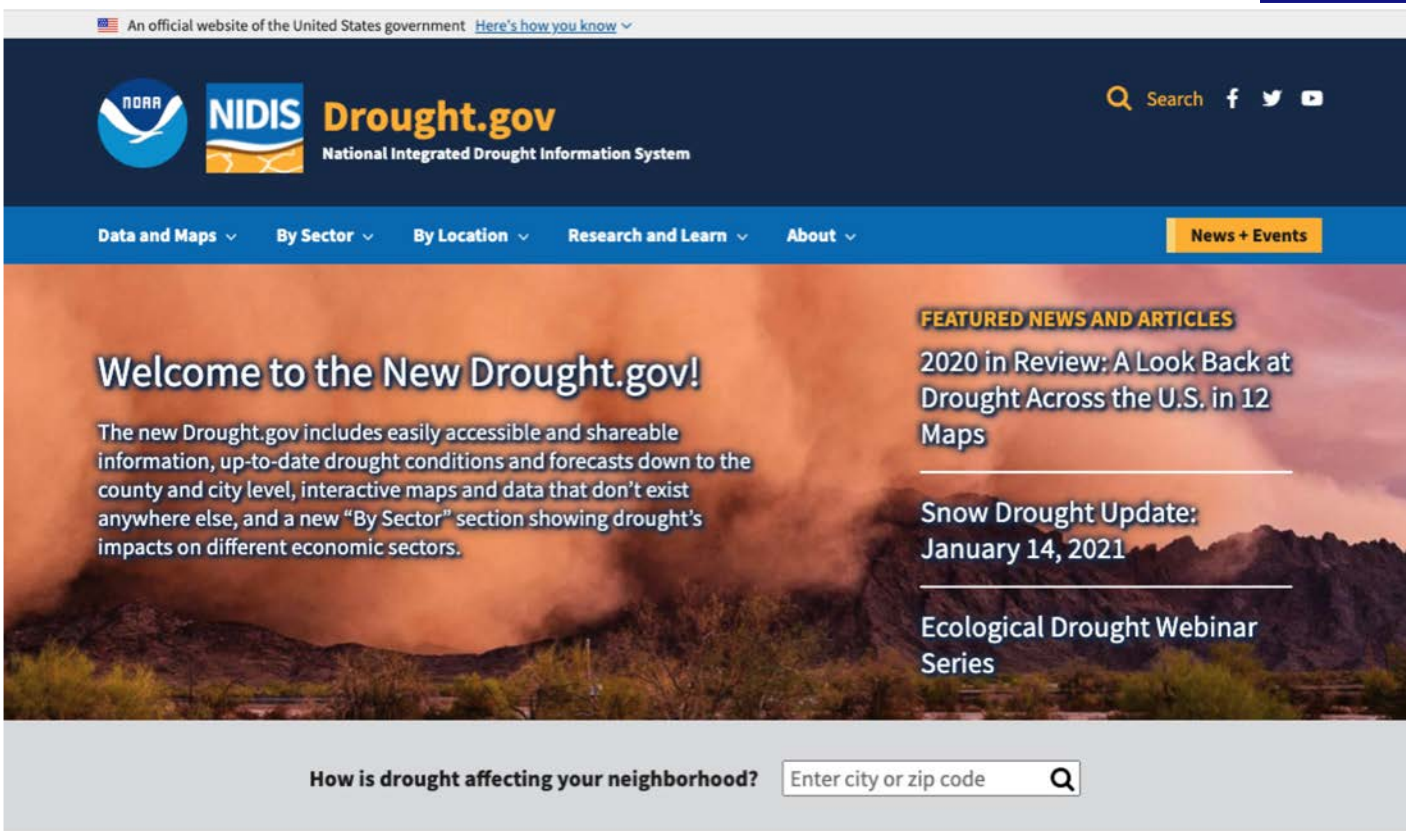 An official website of the United States government Here's how you know
NOAA
NIDIS
Drought.gov
National Integrated Drought Information System
Search
Data and Maps
By Sector
By Location
Research and Learn
About
News + Events
Welcome to the New Drought.gov!
The new Drought.gov includes easily accessible and shareable
information, up-to-date drought conditions and forecasts down to the
county and city level, interactive maps and data that don’t exist
anywhere else, and a new “By Sector” section showing drought’s
impacts on different economic sectors.
FEATURED NEWS AND ARTICLES
2020 in Review: A Look Back at
Drought Across the U.S. in 12
Maps
Snow Drought Update:
January 14, 2021
Ecological Drought Webinar
Series
How is drought affecting your neighborhood?
Enter city or zip code